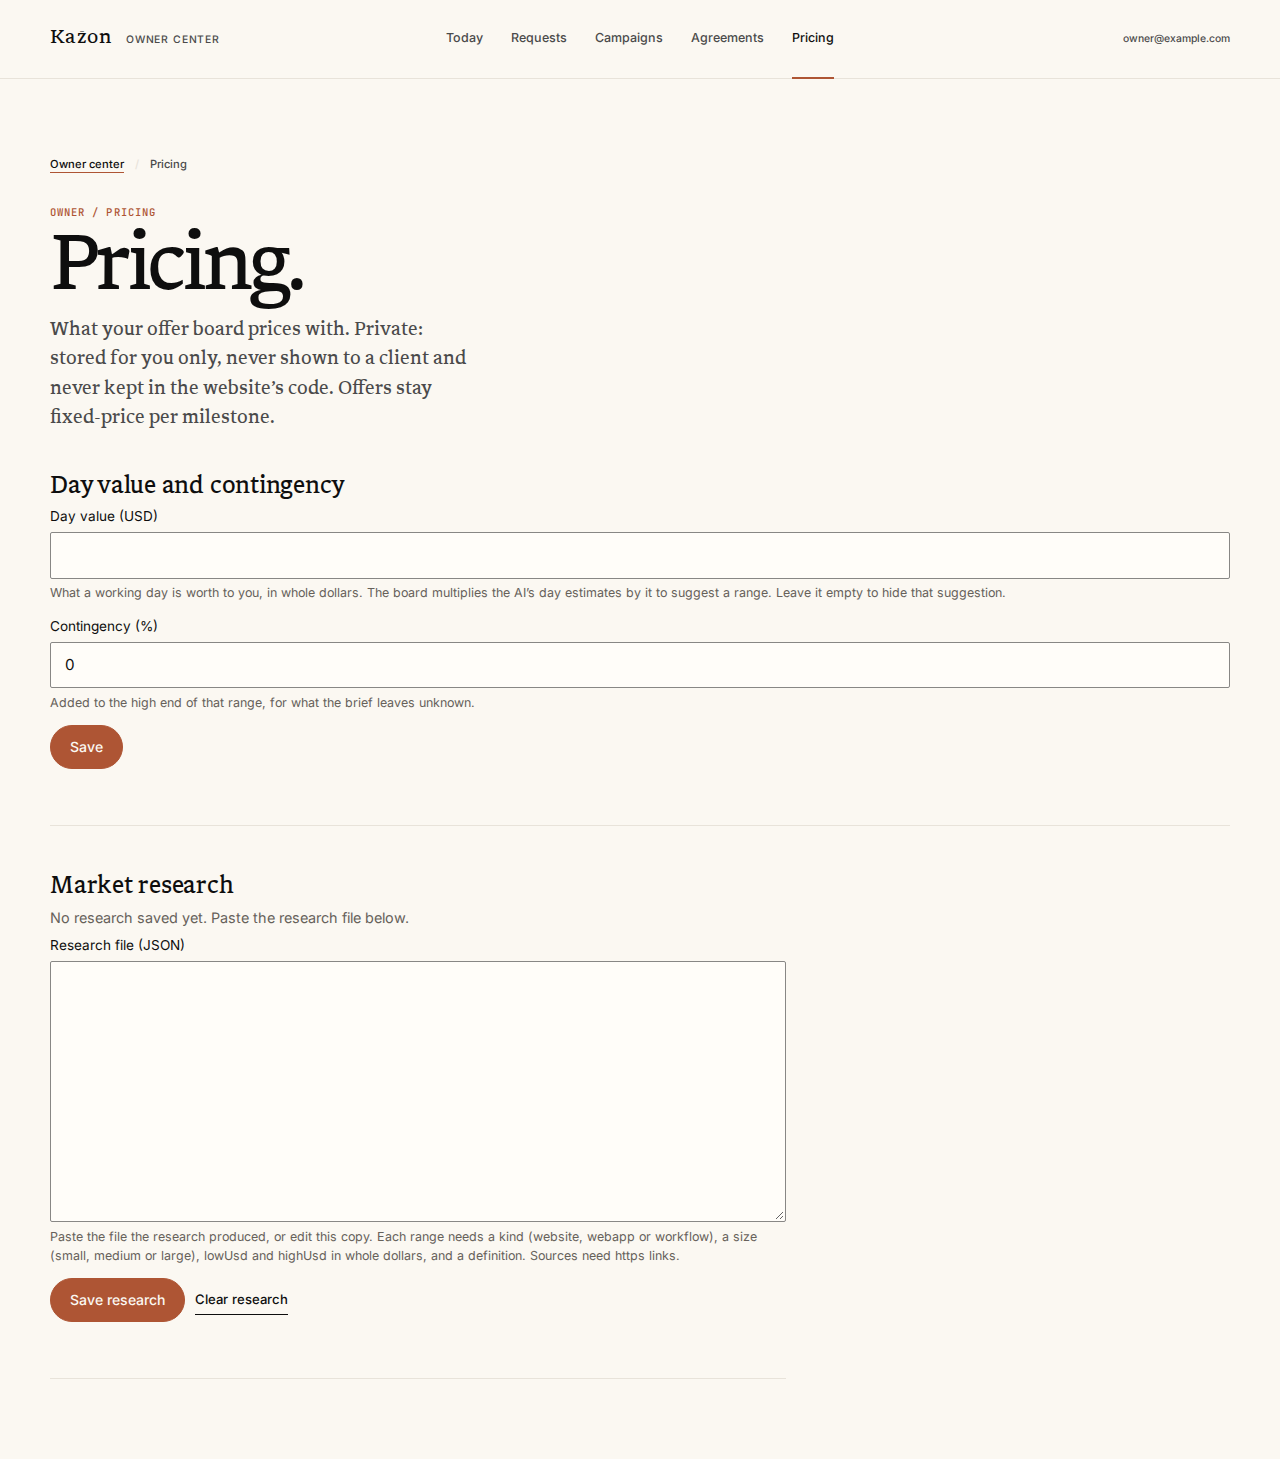 Kažon OWNER CENTER
Today Requests Campaigns Agreements Pricing
owner@example.com
Owner center / Pricing
OWNER / PRICING
Pricing.
What your offer board prices with. Private:
stored for you only, never shown to a client and
never kept in the website’s code. Offers stay
fixed-price per milestone.
Day value and contingency
Day value (USD)
What a working day is worth to you, in whole dollars. The board multiplies the AI’s day estimates by it to suggest a range. Leave it empty to hide that suggestion.
Contingency (%)
0
Added to the high end of that range, for what the brief leaves unknown.
Save
Market research
No research saved yet. Paste the research file below.
Research file (JSON)
Paste the file the research produced, or edit this copy. Each range needs a kind (website, webapp or workflow), a size
(small, medium or large), lowUsd and highUsd in whole dollars, and a definition. Sources need https links.
Save research Clear research